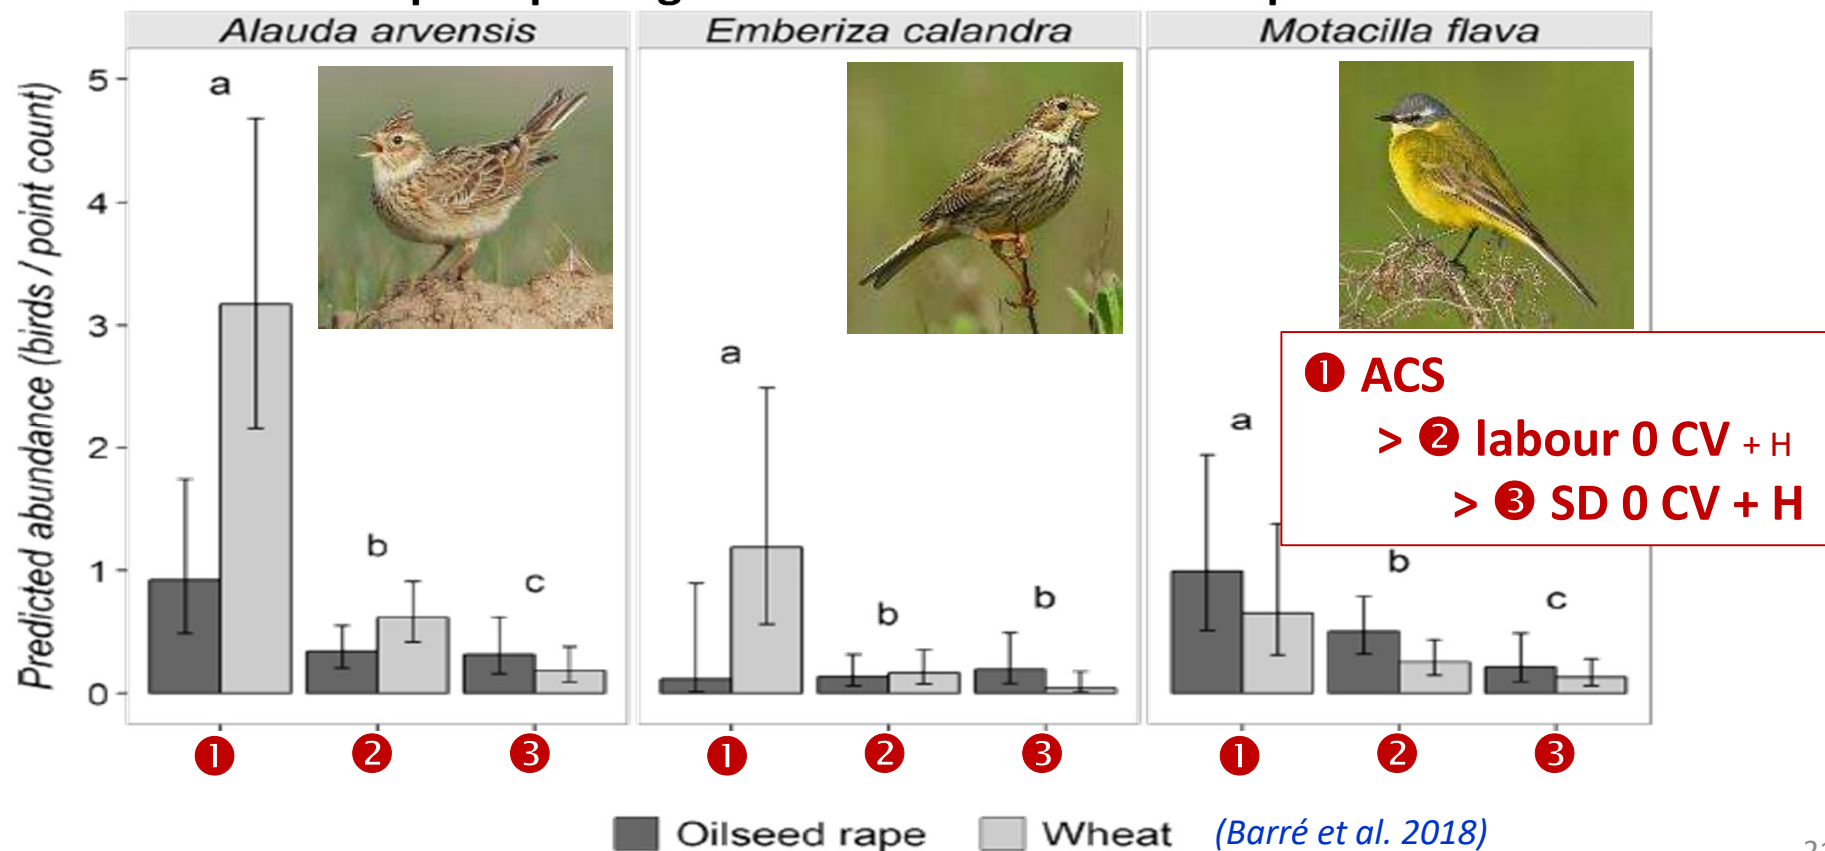 Alauda arvensis Emberiza calandra Motacilla flava
Predicted abundance (birds / point count)
5
4
3
2
1
0
a
b
c
a
b
b
a
b
c
❶ ACS
> ❷ labour 0 CV + H
> ❸ SD 0 CV + H
❶ ❷ ❸ ❶ ❷ ❸ ❶ ❷ ❸
Oilseed rape Wheat (Barré et al. 2018)